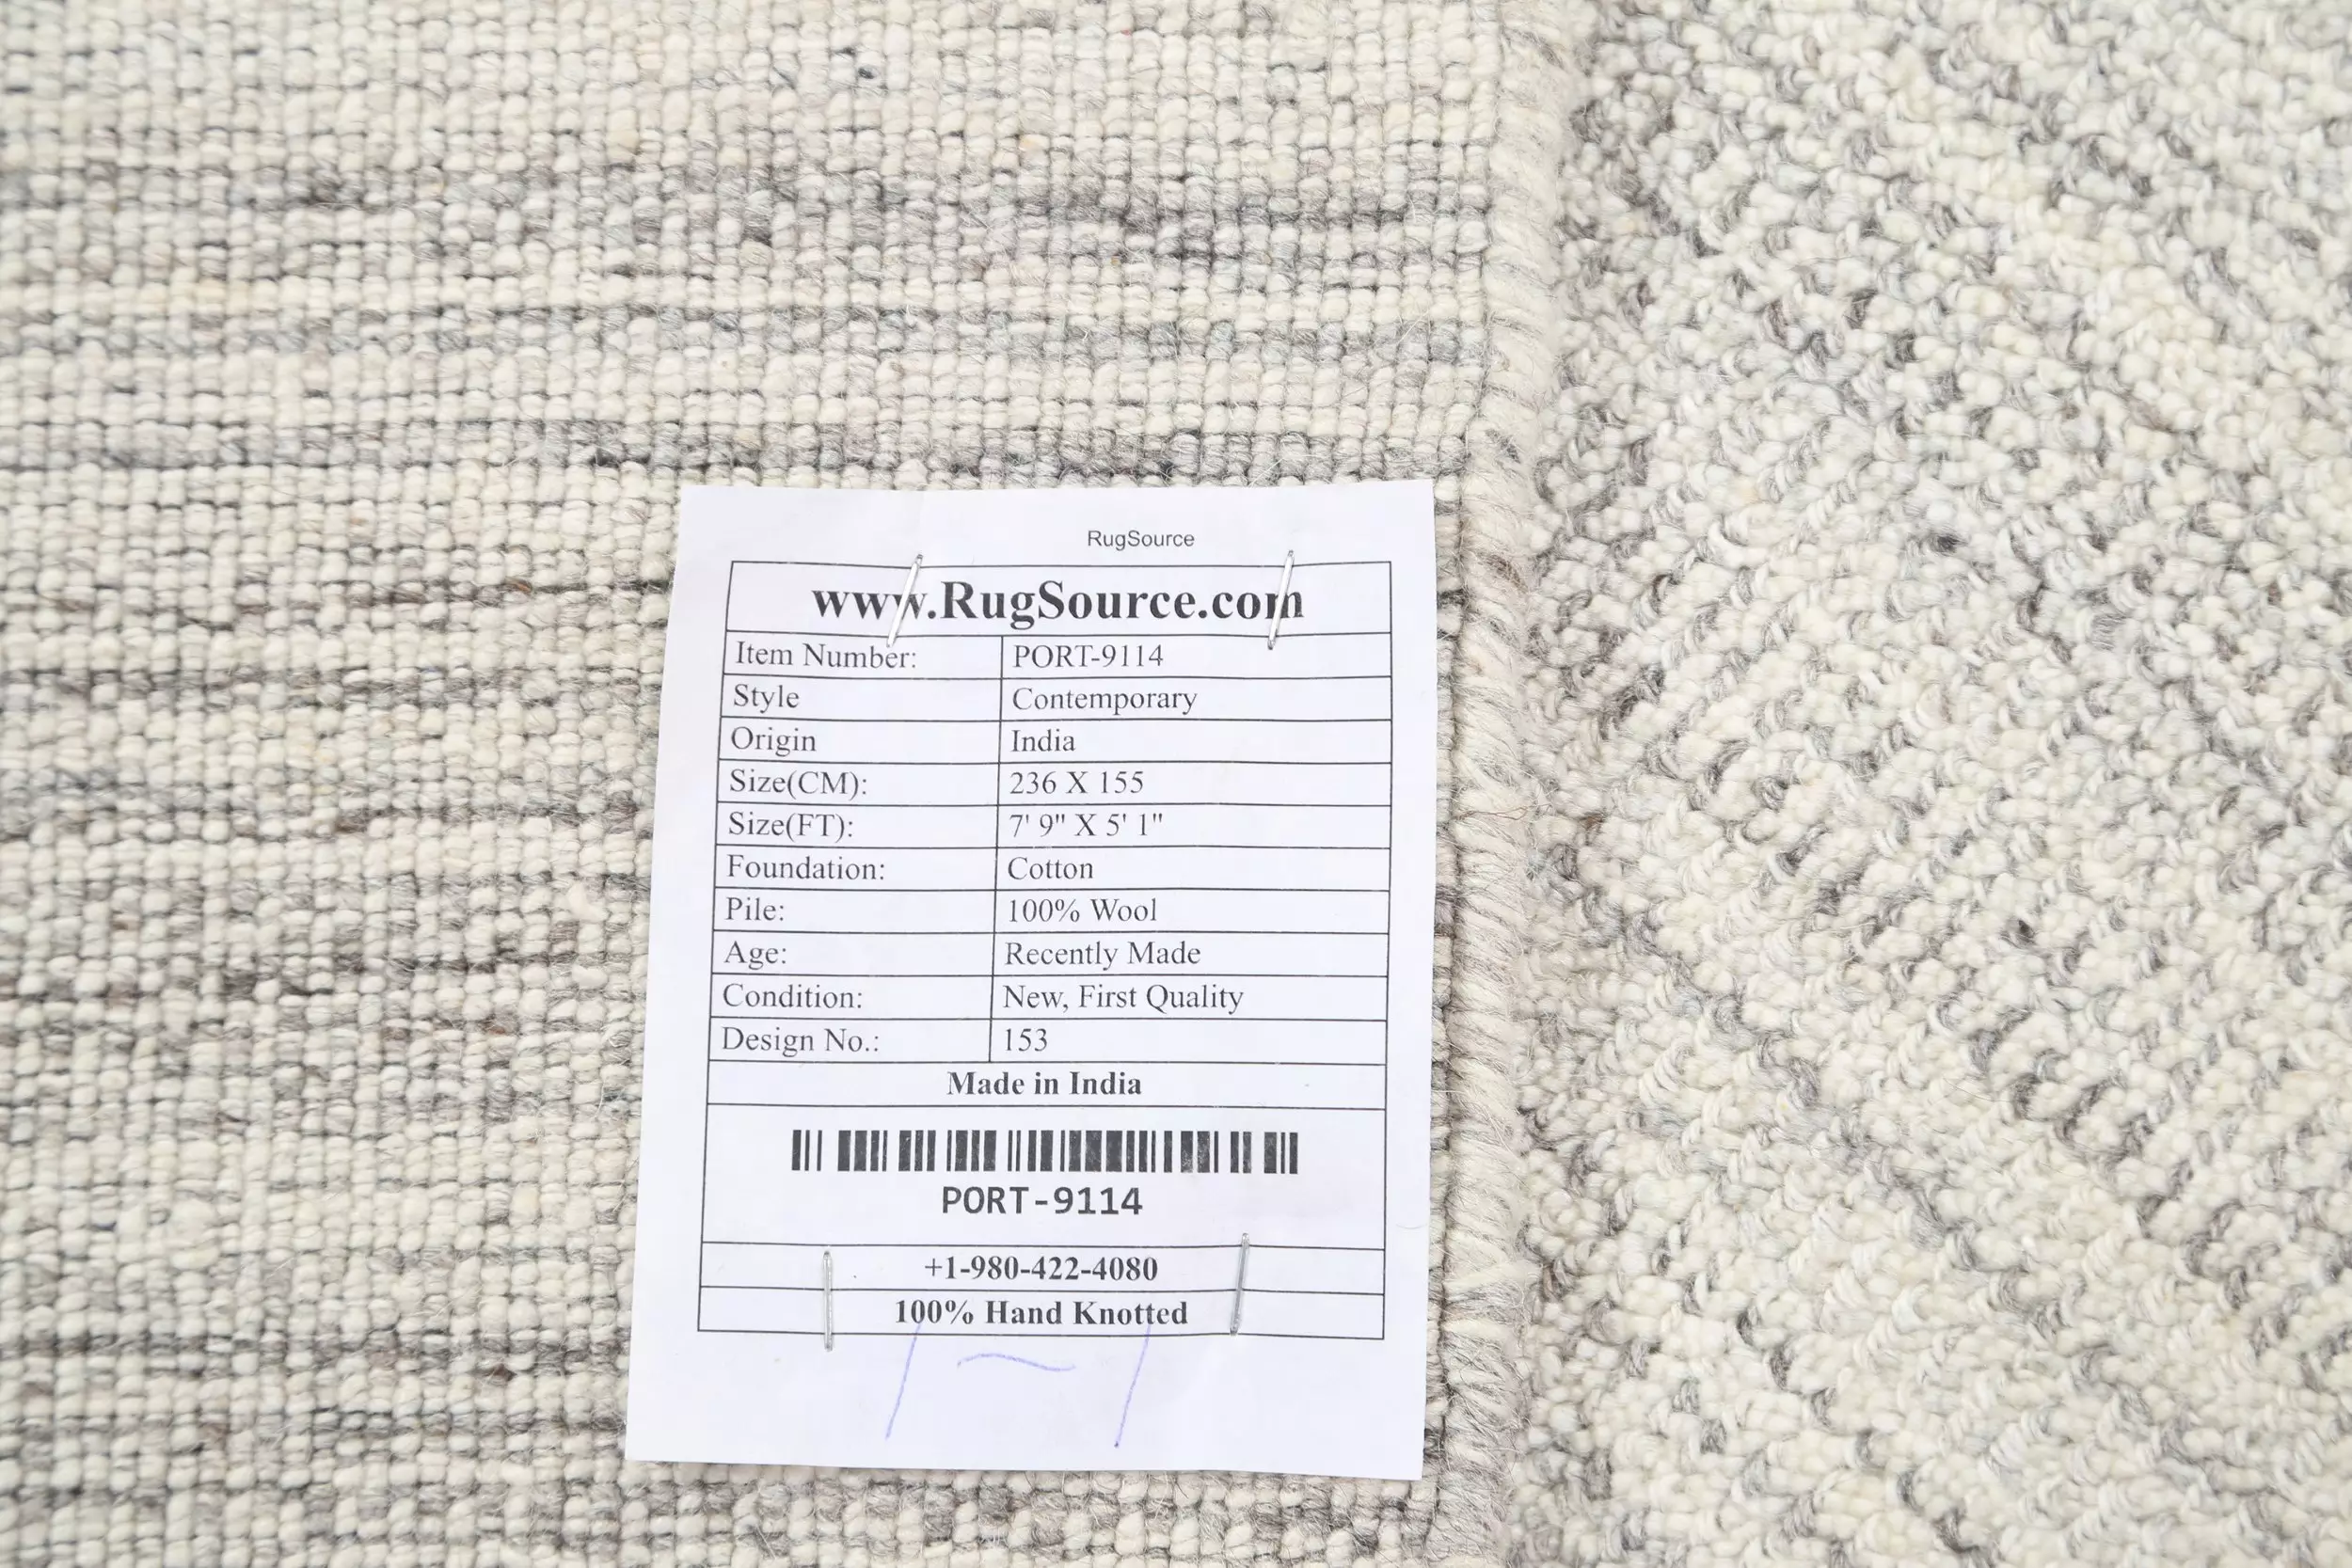 RugSource
www.RugSource.com
Item Number: PORT-9114
Style Contemporary
Origin India
Size(CM): 236 X 155
Size(FT): 7' 9" X 5' 1"
Foundation: Cotton
Pile: 100% Wool
Age: Recently Made
Condition: New, First Quality
Design No.: 153
Made in India
PORT-9114
+1-980-422-4080
100% Hand Knotted
1 ~ 1